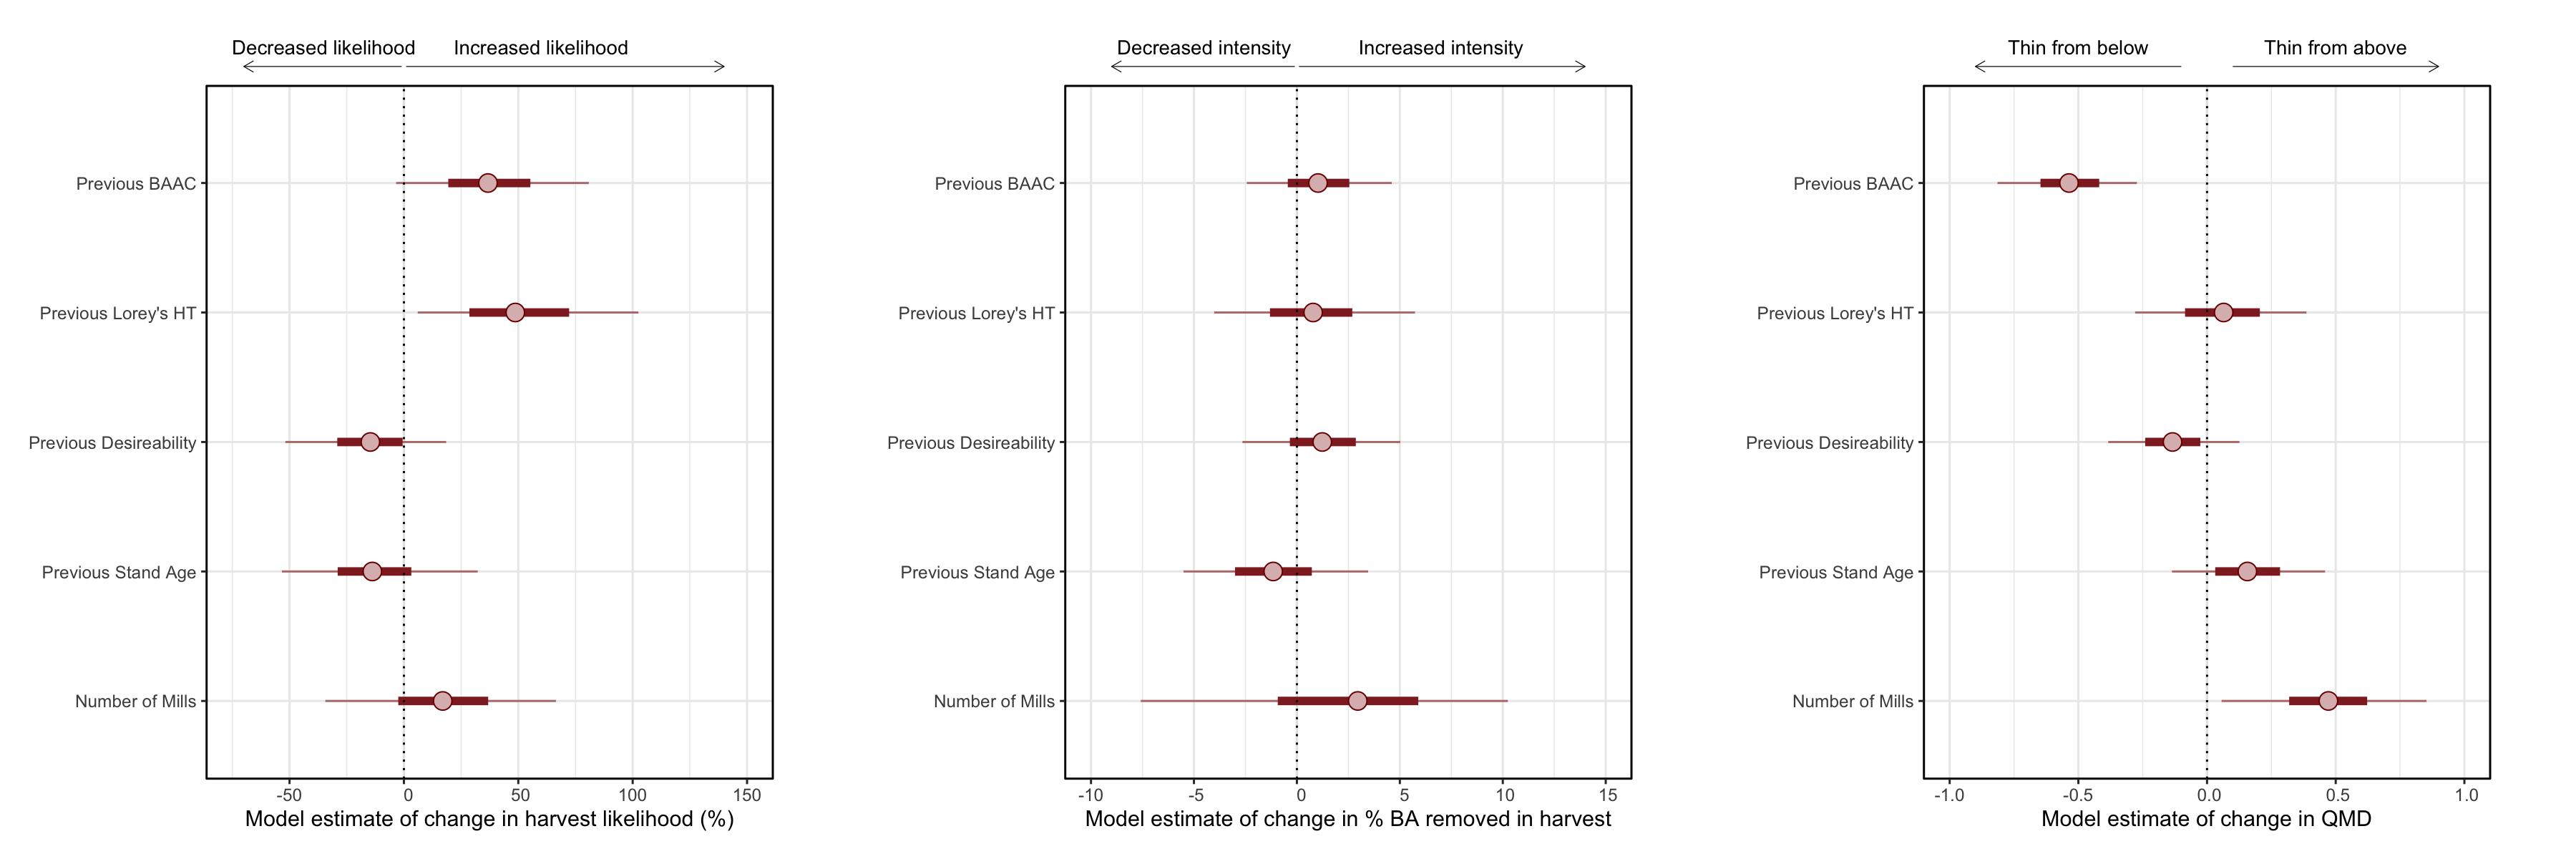 Decreased likelihood Increased likelihood
Previous BAAC
Previous Lorey's HT
Previous Desireability
Previous Stand Age
Number of Mills
-50 0 50 100 150
Model estimate of change in harvest likelihood (%)
Decreased intensity Increased intensity
Previous BAAC
Previous Lorey's HT
Previous Desireability
Previous Stand Age
Number of Mills
-10 -5 0 5 10 15
Model estimate of change in % BA removed in harvest
Thin from below Thin from above
Previous BAAC
Previous Lorey's HT
Previous Desireability
Previous Stand Age
Number of Mills
-1.0 -0.5 0.0 0.5 1.0
Model estimate of change in QMD